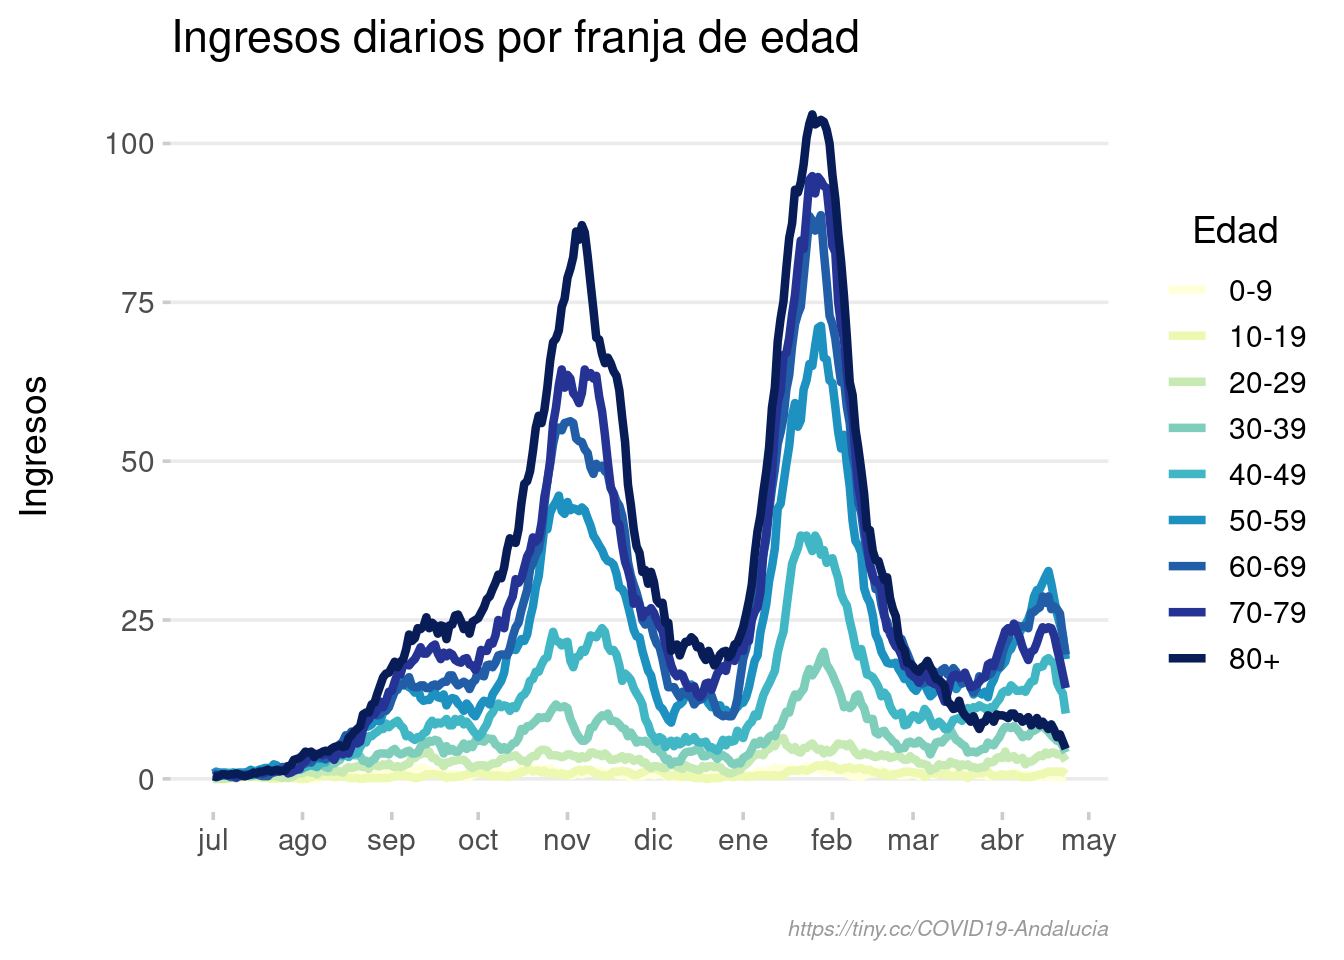 Ingresos diarios por franja de edad
Ingresos
100
75
50
25
0
jul ago sep oct nov dic ene feb mar abr may
Edad
0-9
10-19
20-29
30-39
40-49
50-59
60-69
70-79
80+
https://tiny.cc/COVID19-Andalucia